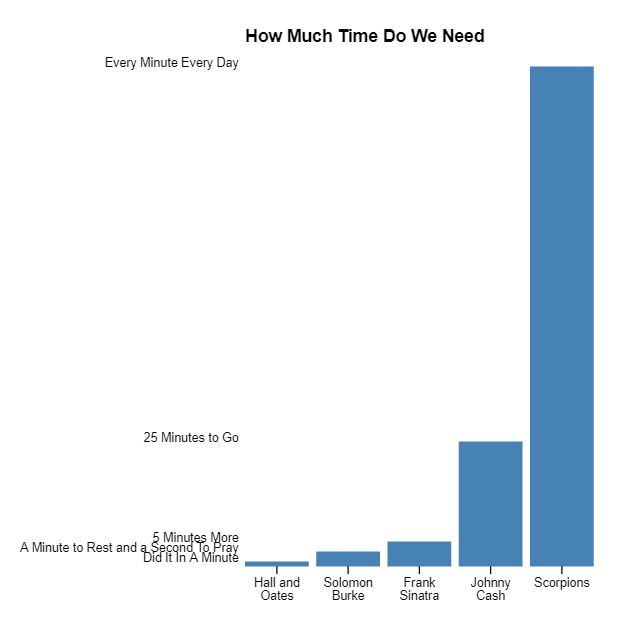 How Much Time Do We Need
Every Minute Every Day
25 Minutes to Go
5 Minutes More
A Minute to Rest and a Second To Pray
Did It In A Minute
Hall and
Oates
Solomon
Burke
Frank
Sinatra
Johnny
Cash
Scorpions